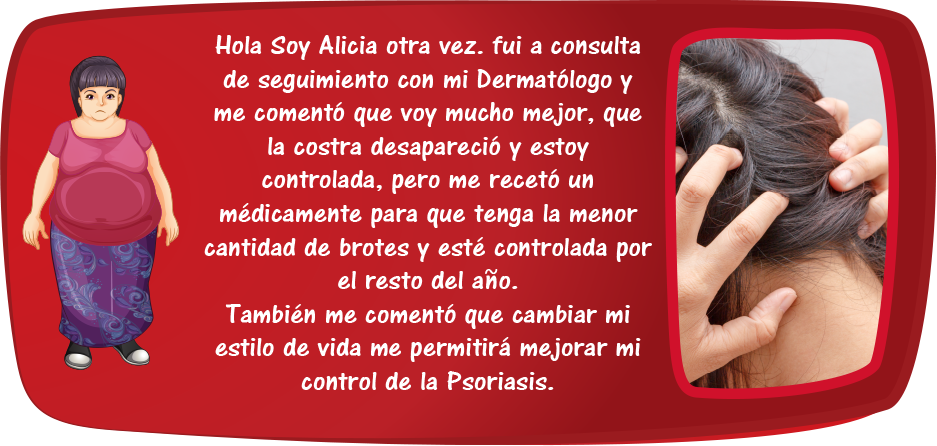 Hola Soy Alicia otra vez. fui a consulta
de seguimiento con mi Dermatólogo y
me comentó que voy mucho mejor, que
la costra desapareció y estoy
controlada, pero me recetó un
médicamente para que tenga la menor
cantidad de brotes y esté controlada por
el resto del año.
También me comentó que cambiar mi
estilo de vida me permitirá mejorar mi
control de la Psoriasis.